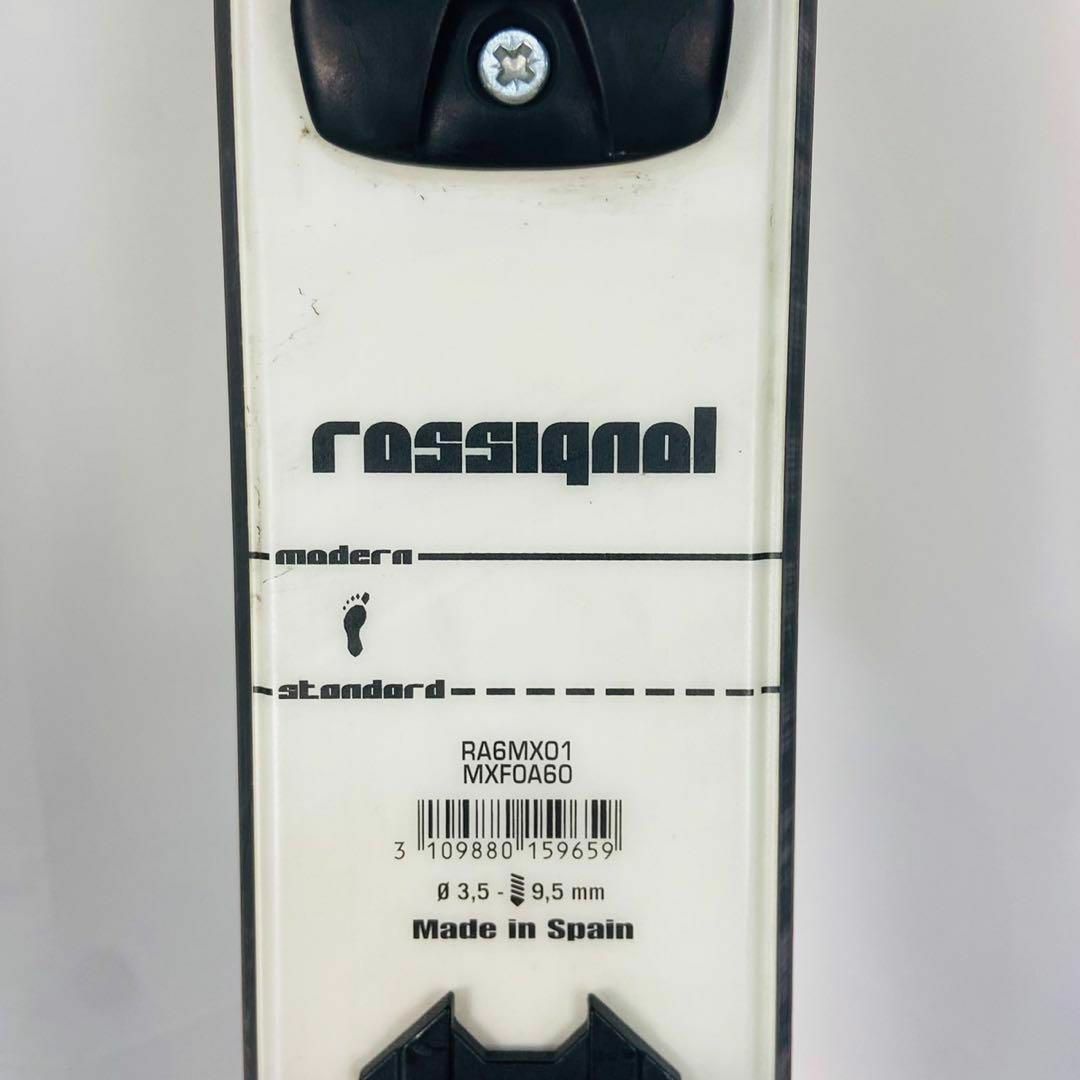 rossignol
modern
standard
RA6MX01
MXF0A60
3 109880 159659
Ø 3,5 - 9,5 mm
Made in Spain